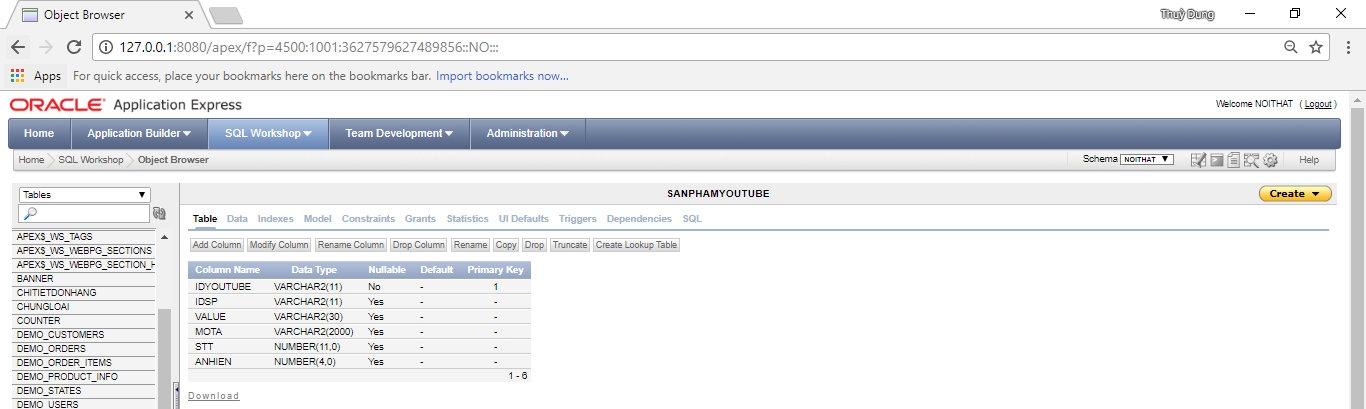 Object Browser
Thuỳ Dung
127.0.0.1:8080/apex/f?p=4500:1001:3627579627489856::NO:::
Apps For quick access, place your bookmarks here on the bookmarks bar. Import bookmarks now...
ORACLE Application Express
Welcome NOITHAT ( Logout )
Home Application Builder SQL Workshop Team Development Administration
Home SQL Workshop Object Browser
Schema NOITHAT Help
Tables
SANPHAMYOUTUBE
Create
Table Data Indexes Model Constraints Grants Statistics UI Defaults Triggers Dependencies SQL
Add Column Modify Column Rename Column Drop Column Rename Copy Drop Truncate Create Lookup Table
APEX$_WS_TAGS
APEX$_WS_WEBPG_SECTIONS
APEX$_WS_WEBPG_SECTION_H
BANNER
CHITIETDONHANG
CHUNGLOAI
COUNTER
DEMO_CUSTOMERS
DEMO_ORDERS
DEMO_ORDER_ITEMS
DEMO_PRODUCT_INFO
DEMO_STATES
DEMO_USERS
Column Name Data Type Nullable Default Primary Key
IDYOUTUBE VARCHAR2(11) No - 1
IDSP VARCHAR2(11) Yes - -
VALUE VARCHAR2(30) Yes - -
MOTA VARCHAR2(2000) Yes - -
STT NUMBER(11,0) Yes - -
ANHIEN NUMBER(4,0) Yes - -
1 - 6
Download